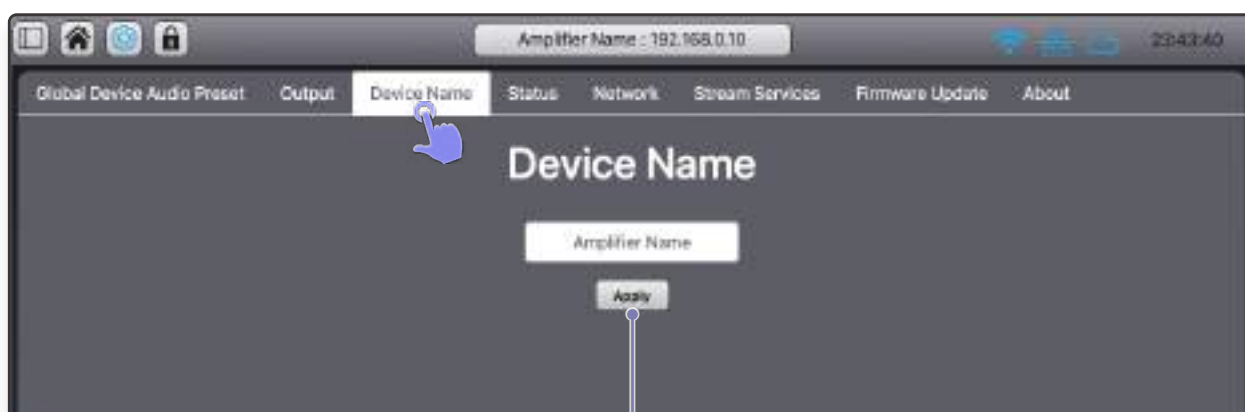 Amplifier Name : 192.168.0.10
23:43:40
Global Device Audio Preset Output Device Name Status Network Stream Services Firmware Update About
Device Name
Amplifier Name
Apply